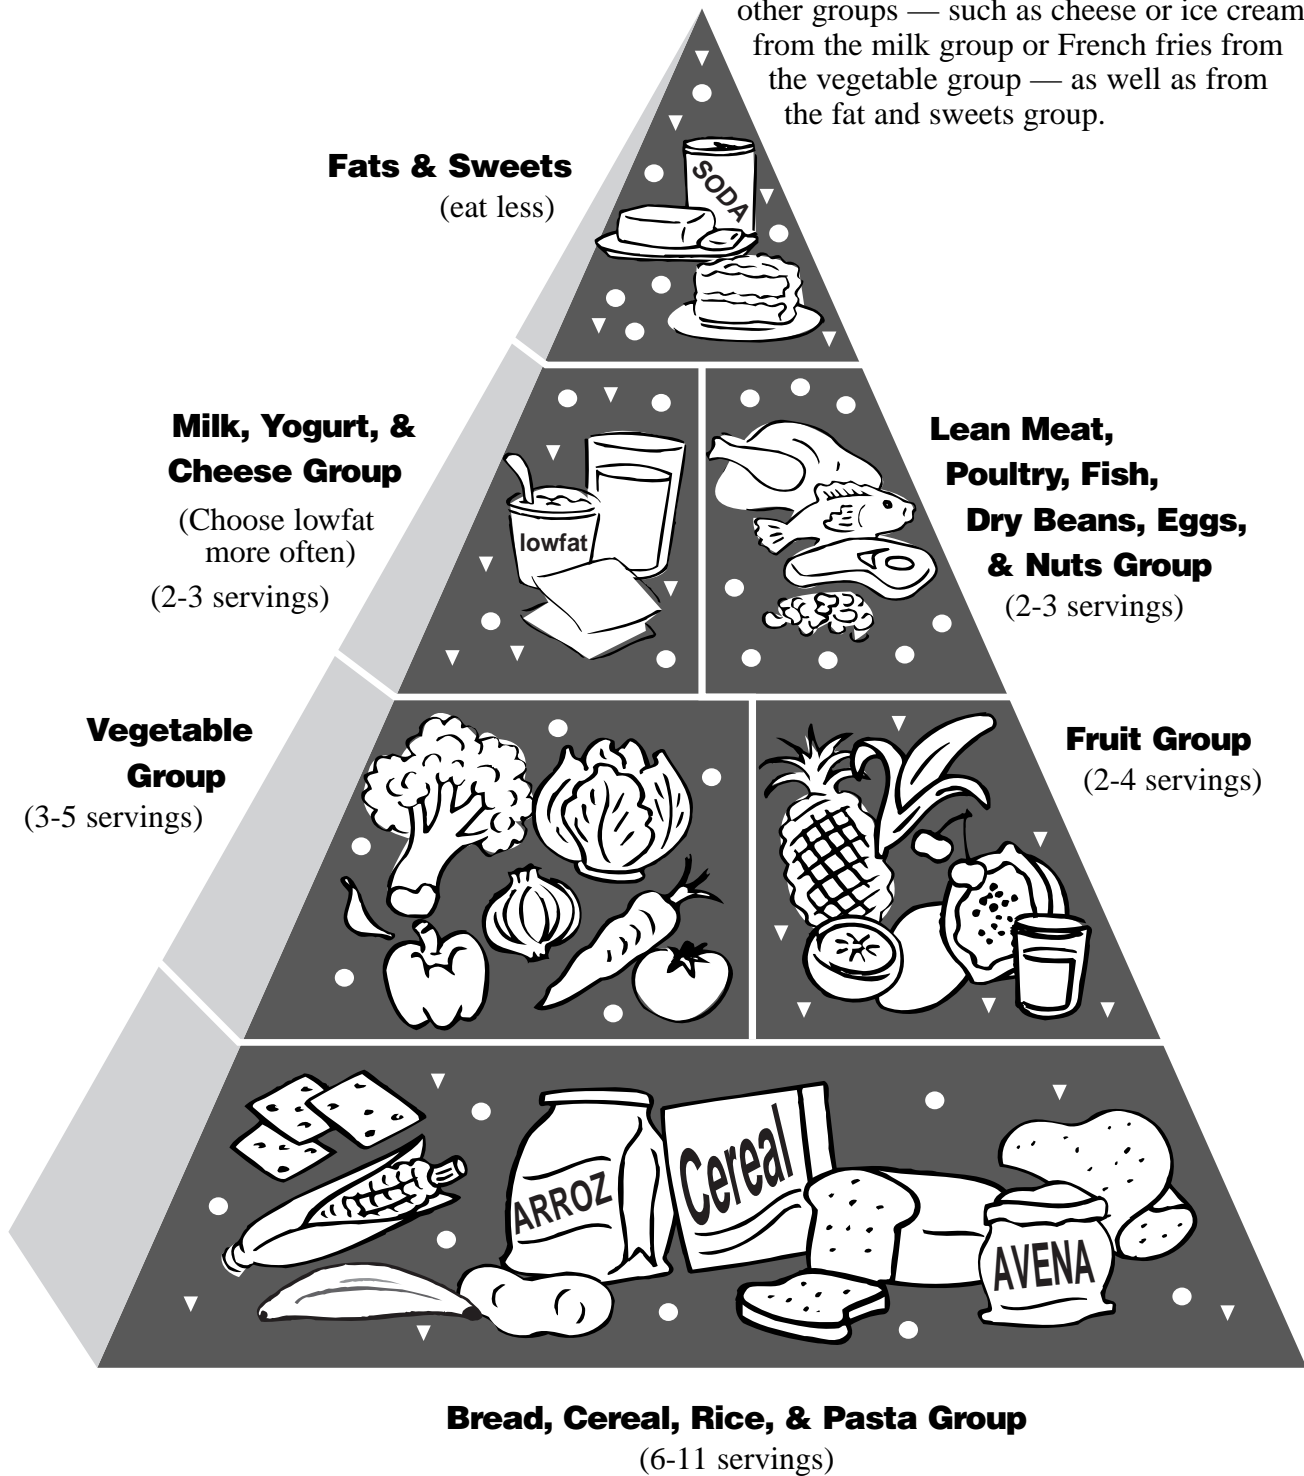 other groups — such as cheese or ice cream
from the milk group or French fries from
the vegetable group — as well as from
the fat and sweets group.
Fats & Sweets
(eat less)
SODA
Milk, Yogurt, &
Cheese Group
(Choose lowfat
more often)
(2-3 servings)
lowfat
Lean Meat,
Poultry, Fish,
Dry Beans, Eggs,
& Nuts Group
(2-3 servings)
Vegetable
Group
(3-5 servings)
Fruit Group
(2-4 servings)
ARROZ
Cereal
AVENA
Bread, Cereal, Rice, & Pasta Group
(6-11 servings)